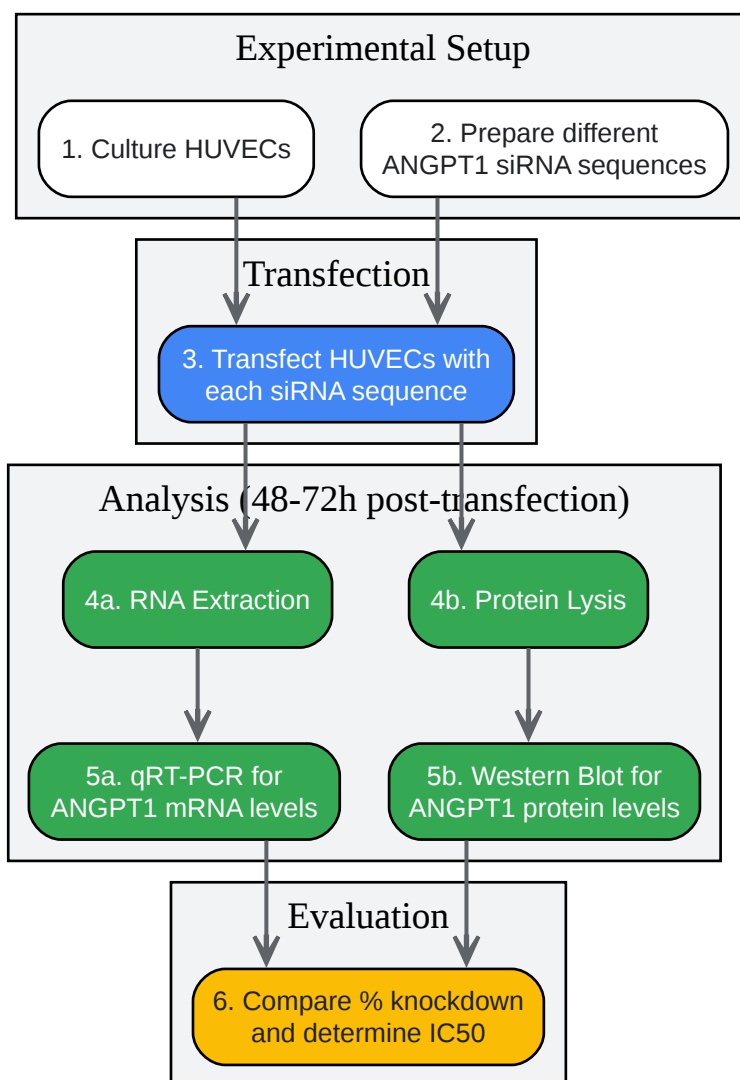 Experimental Setup
1. Culture HUVECs
2. Prepare different
ANGPT1 siRNA sequences
Transfection
3. Transfect HUVECs with
each siRNA sequence
Analysis (48-72h post-transfection)
4a. RNA Extraction
4b. Protein Lysis
5a. qRT-PCR for
ANGPT1 mRNA levels
5b. Western Blot for
ANGPT1 protein levels
Evaluation
6. Compare % knockdown
and determine IC50